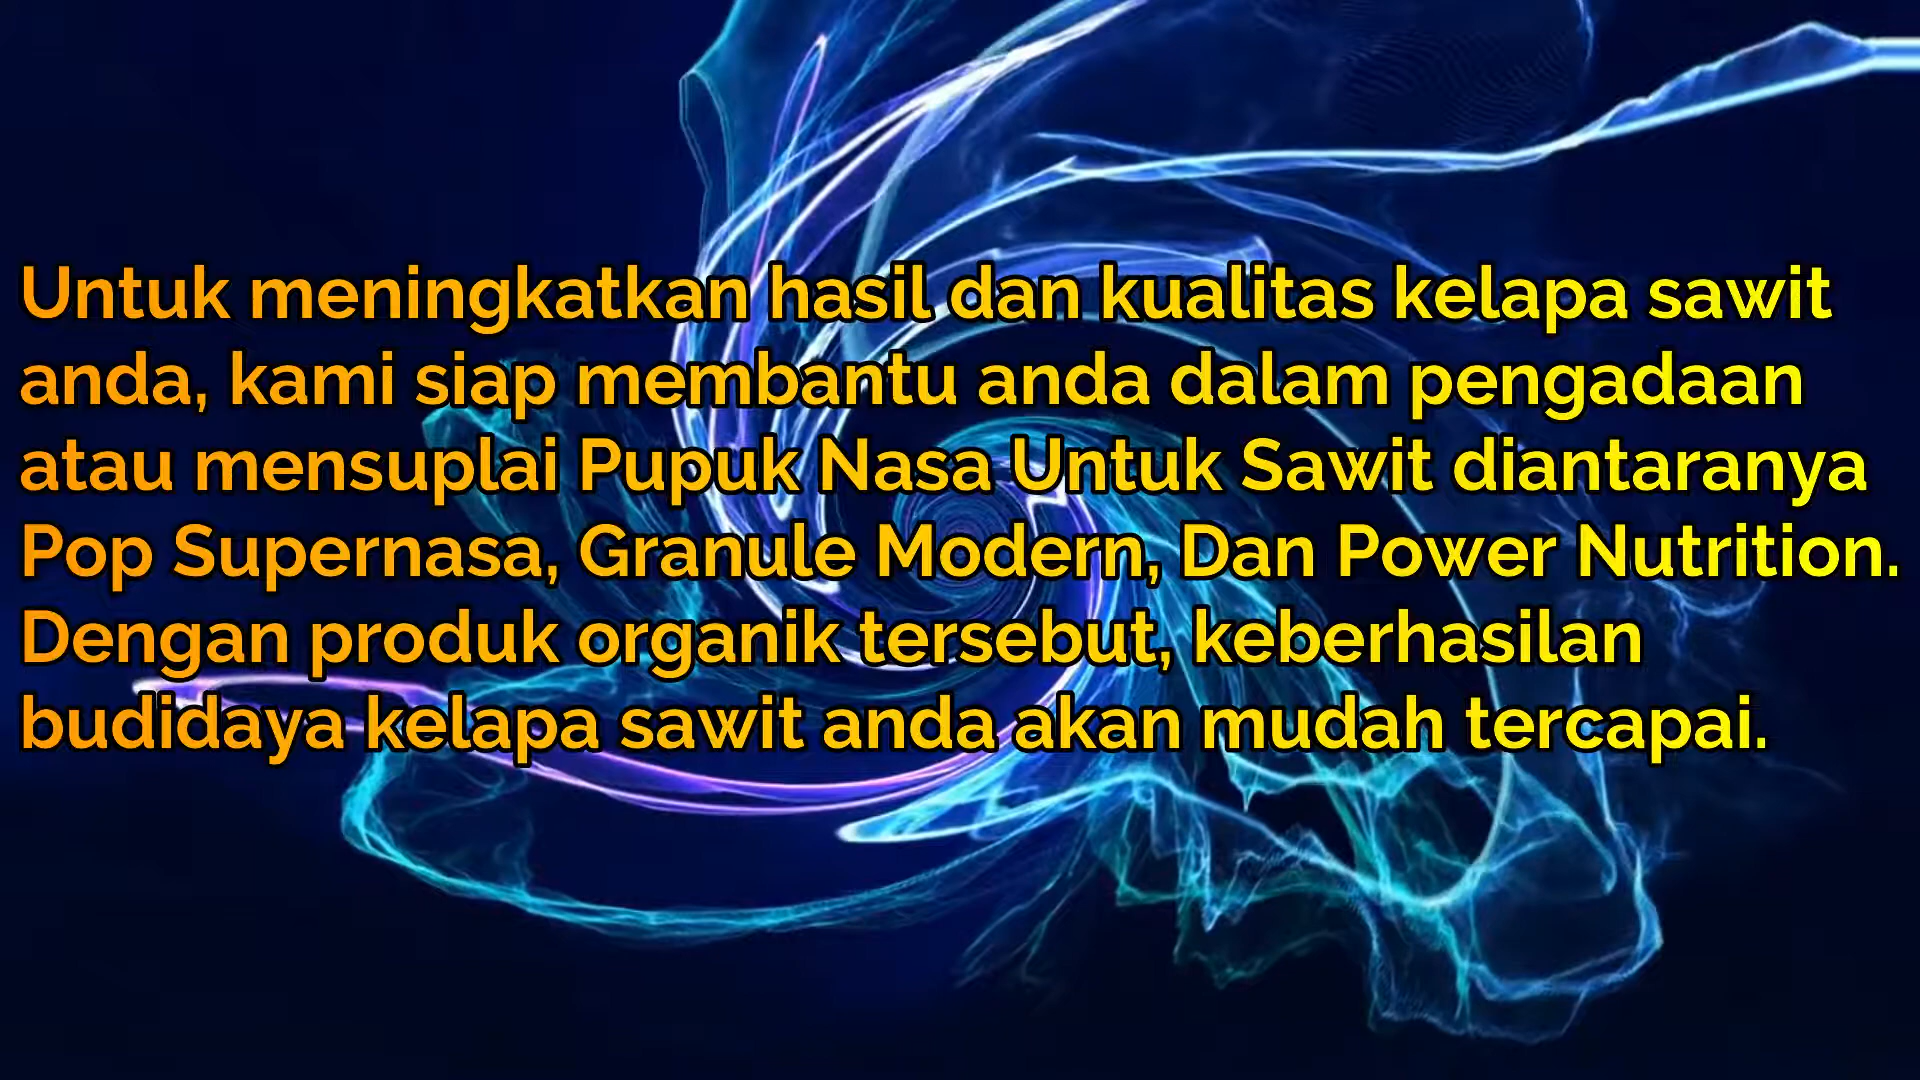 Untuk meningkatkan hasil dan kualitas kelapa sawit
anda, kami siap membantu anda dalam pengadaan
atau mensuplai Pupuk Nasa Untuk Sawit diantaranya
Pop Supernasa, Granule Modern, Dan Power Nutrition.
Dengan produk organik tersebut, keberhasilan
budidaya kelapa sawit anda akan mudah tercapai.